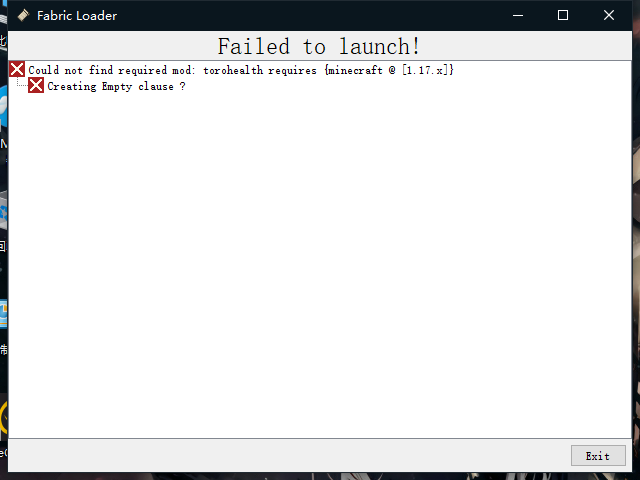 Fabric Loader
Failed to launch!
Could not find required mod: torohealth requires {minecraft @ [1.17.x]}
Creating Empty clause ?
Exit